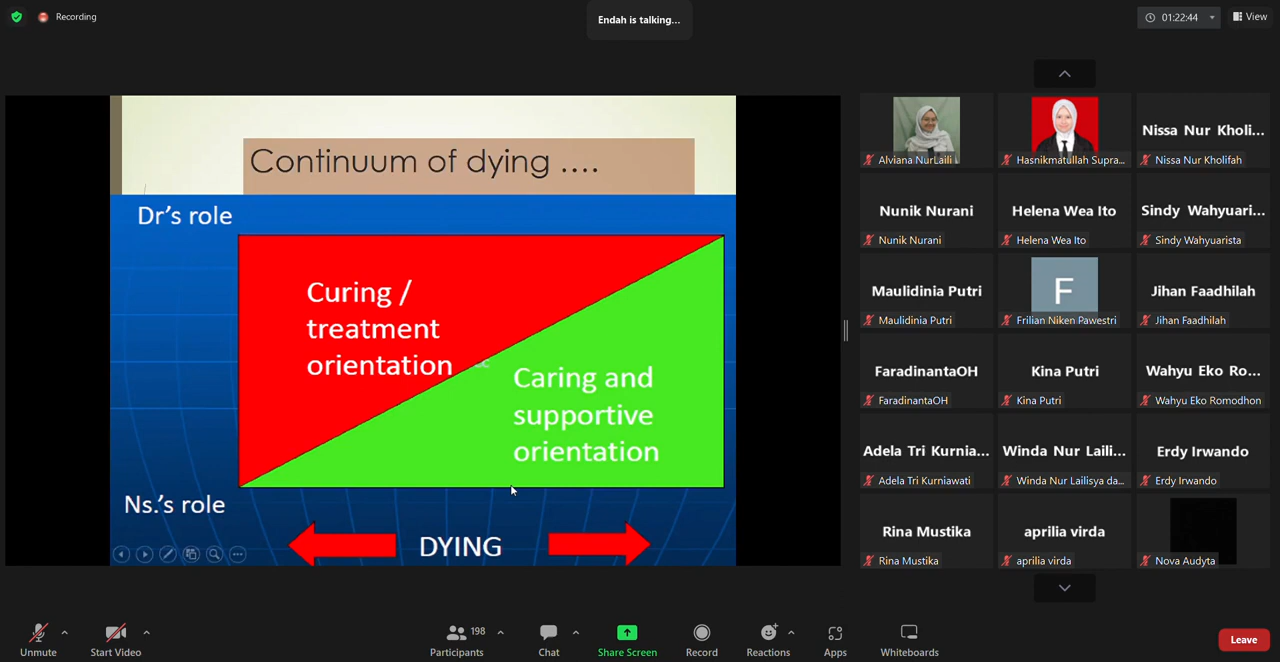 Recording
Endah is talking...
01:22:44
View
Continuum of dying ....
Dr's role
Curing /
treatment
orientation
Caring and
supportive
orientation
Ns.'s role
DYING
Alviana NurLaili
Hasnikmatullah Supra...
Nissa Nur Kholi...
Nissa Nur Kholifah
Nunik Nurani
Nunik Nurani
Helena Wea Ito
Helena Wea Ito
Sindy Wahyuari...
Sindy Wahyuarista
Maulidinia Putri
Maulidinia Putri
F
Frilian Niken Pawestri
Jihan Faadhilah
Jihan Faadhilah
FaradinantaOH
FaradinantaOH
Kina Putri
Kina Putri
Wahyu Eko Ro...
Wahyu Eko Romodhon
Adela Tri Kurnia...
Adela Tri Kurniawati
Winda Nur Laili...
Winda Nur Lailisya da...
Erdy Irwando
Erdy Irwando
Rina Mustika
Rina Mustika
aprilia virda
aprilia virda
Nova Audyta
Unmute
Start Video
198
Participants
Chat
Share Screen
Record
Reactions
Apps
Whiteboards
Leave